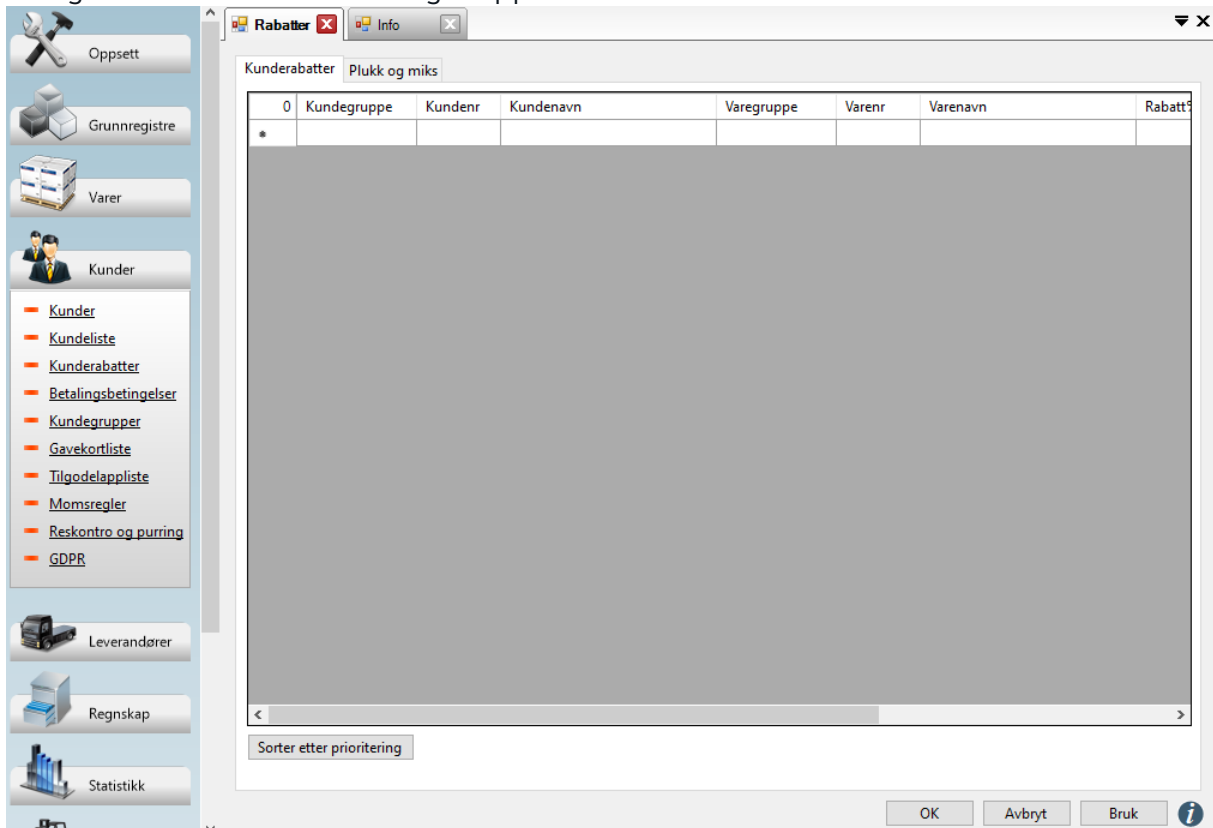 Rabatter
Info
Oppsett
Grunnregistre
Varer
Kunder
Kunder
Kundeliste
Kunderabatter
Betalingsbetingelser
Kundegrupper
Gavekortliste
Tilgodelappliste
Momsregler
Reskontro og purring
GDPR
Leverandører
Regnskap
Statistikk
Kunderabatter Plukk og miks
0 Kundegruppe Kundenr Kundenavn Varegruppe Varenr Varenavn Rabatt%
*
Sorter etter prioritering
OK Avbryt Bruk